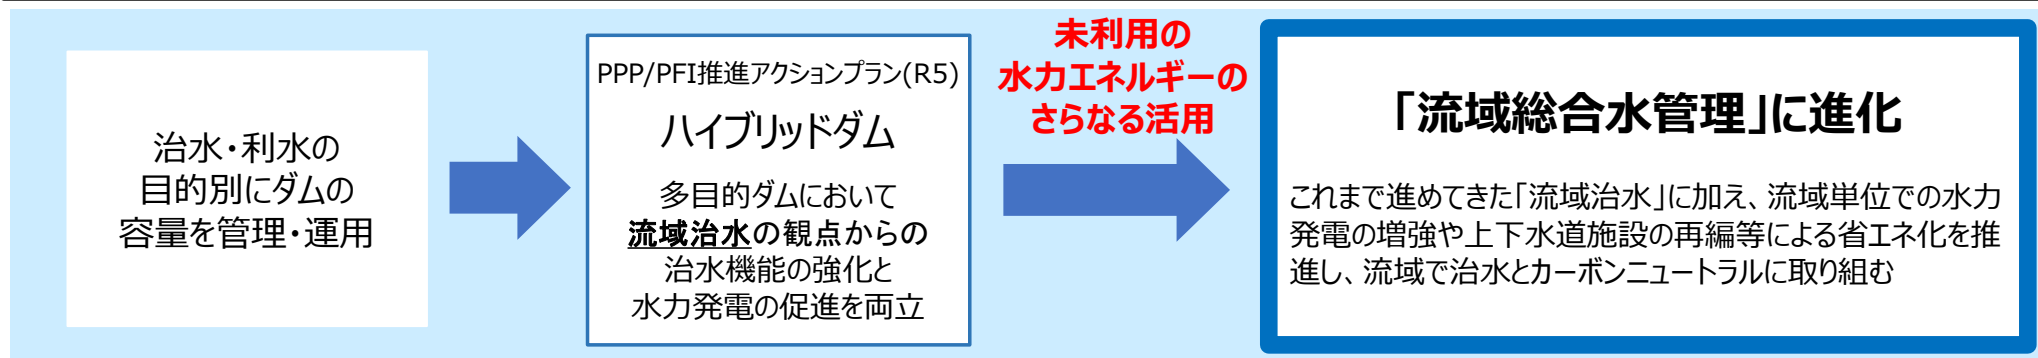 治水・利水の
目的別にダムの
容量を管理・運用
PPP/PFI推進アクションプラン(R5)
ハイブリッドダム
多目的ダムにおいて
流域治水の観点からの
治水機能の強化と
水力発電の促進を両立
未利用の
水力エネルギーの
さらなる活用
「流域総合水管理」に進化
これまで進めてきた「流域治水」に加え、流域単位での水力
発電の増強や上下水道施設の再編等による省エネ化を推
進し、流域で治水とカーボンニュートラルに取り組む